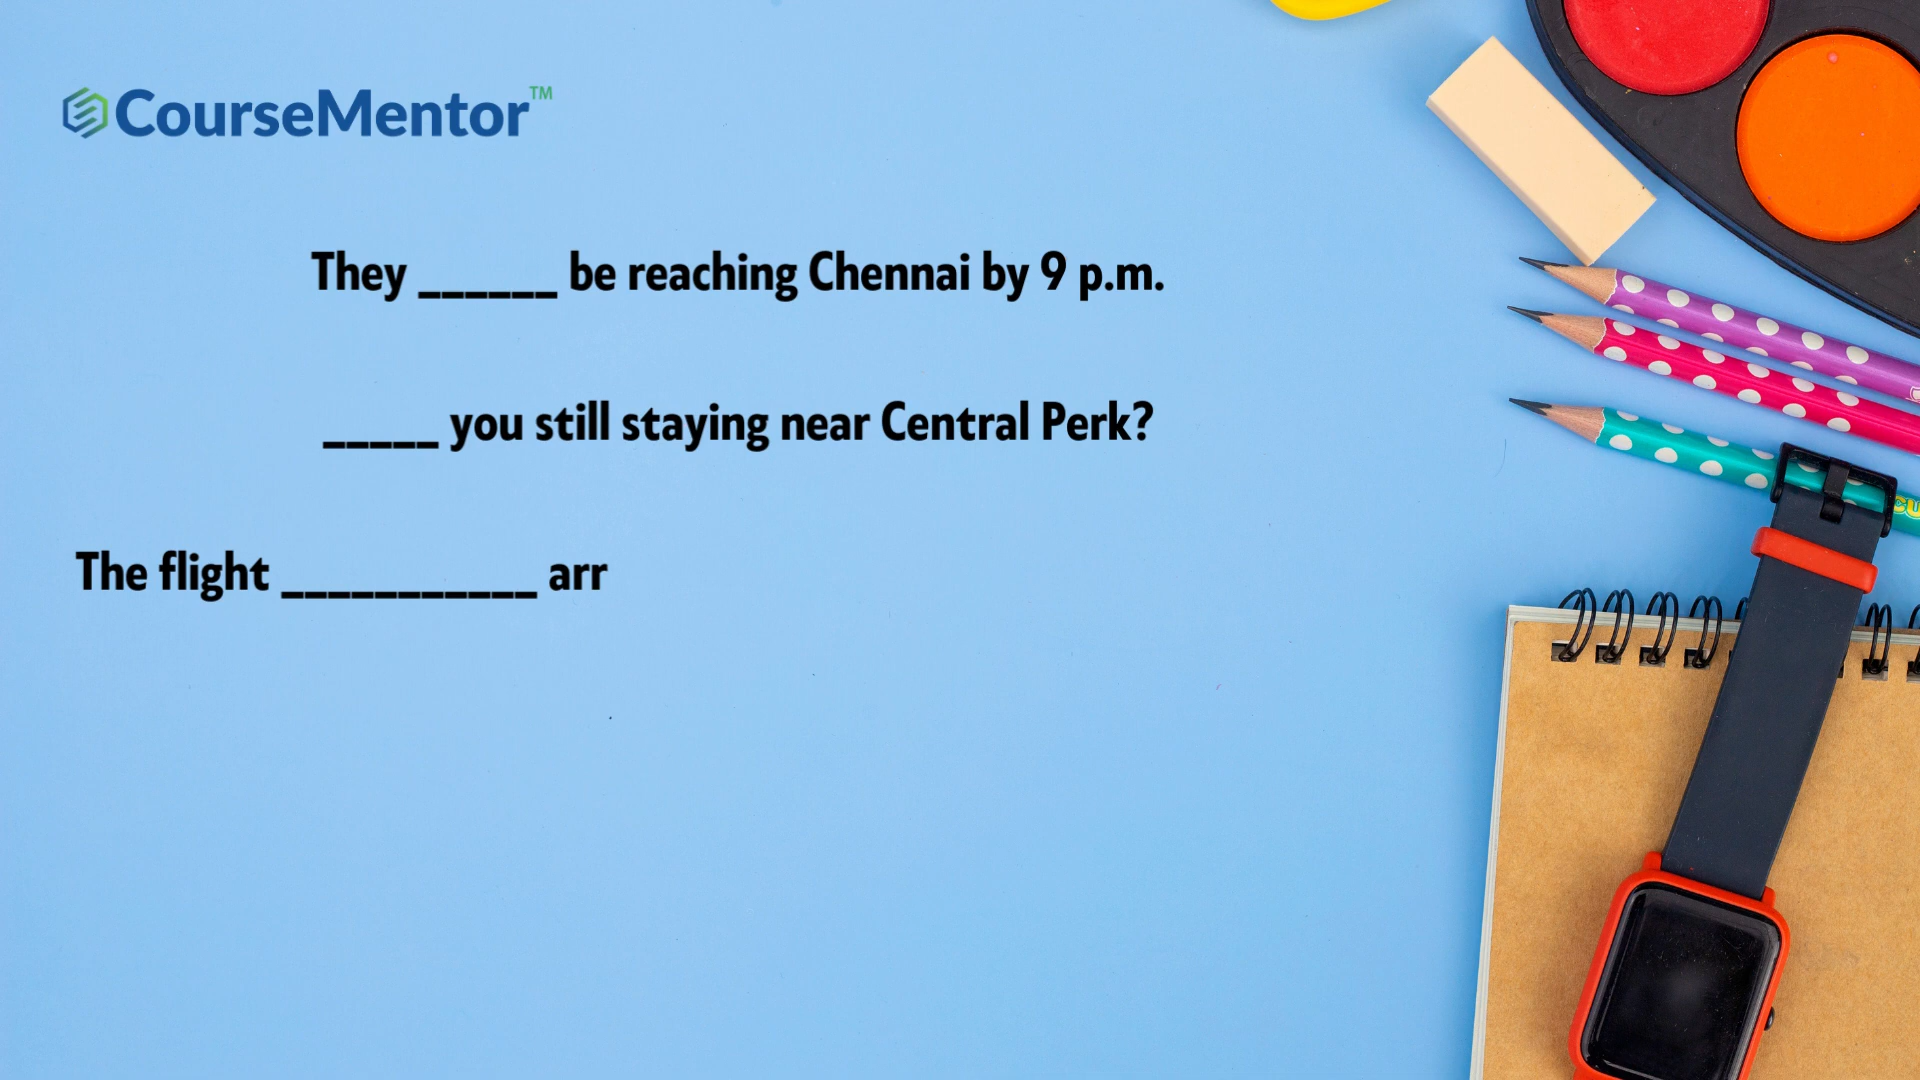 CourseMentor™
They ______ be reaching Chennai by 9 p.m.
_____ you still staying near Central Perk?
The flight ___________ arr